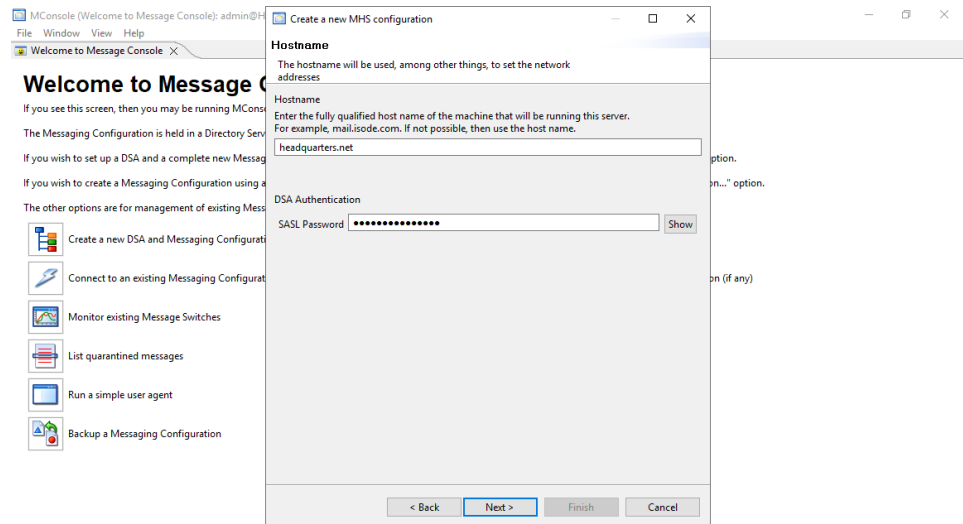 MConsole (Welcome to Message Console): admin@H
File Window View Help
Welcome to Message Console
Welcome to Message
If you see this screen, then you may be running
The Messaging Configuration is held in a Directory
If you wish to set up a DSA and a complete new
ption.
If you wish to create a Messaging Configuration using a
on..." option.
The other options are for management of existing
Create a new DSA and Messaging
Connect to an existing Messaging
on (if any)
Monitor existing Message Switches
List quarantined messages
Run a simple user agent
Backup a Messaging Configuration
Create a new MHS configuration
Hostname
The hostname will be used, among other things, to set the network
addresses
Hostname
Enter the fully qualified host name of the machine that will be running this server.
For example, mail.isode.com. If not possible, then use the host name.
headquarters.net
DSA Authentication
SASL Password
Show
< Back Next > Finish Cancel